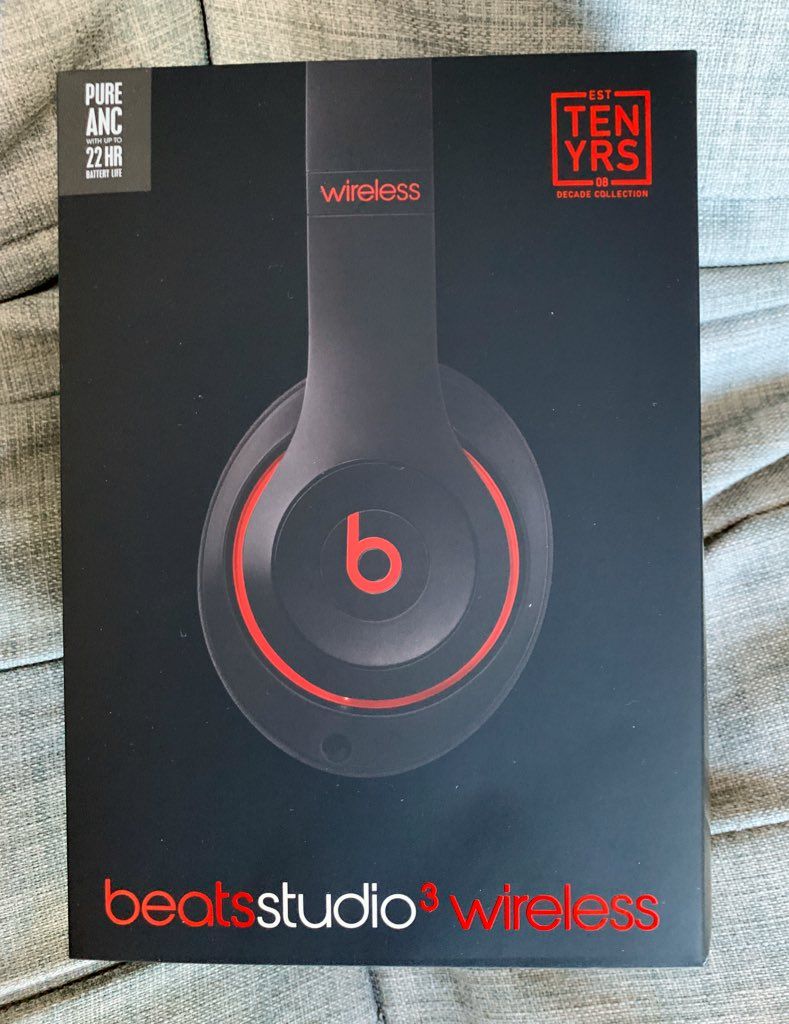 PURE
ANC
WITH UP TO
22 HR
BATTERY LIFE
EST
TEN
YRS
08
DECADE COLLECTION
wireless
b
beatsstudio³ wireless